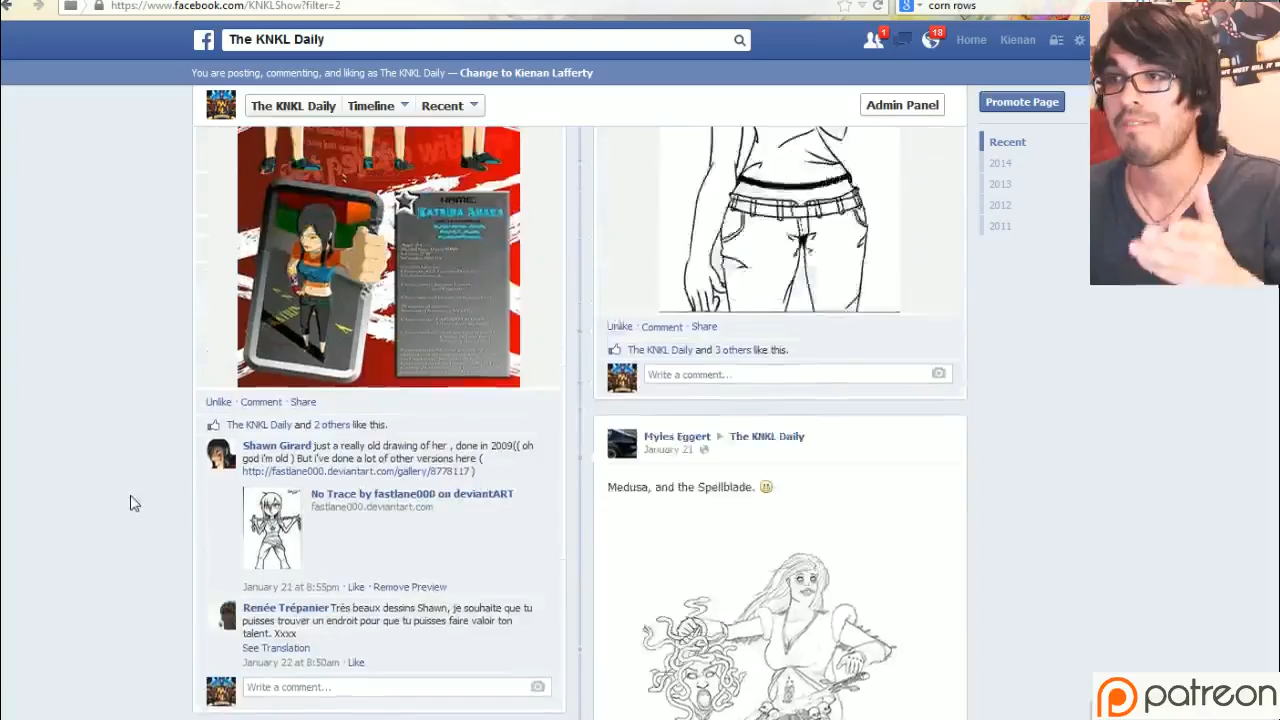 https://www.facebook.com/KNKLShow?filter=2
corn rows
The KNKL Daily
1
18
Home
Kienan
You are posting, commenting, and liking as The KNKL Daily — Change to Kienan Lafferty
The KNKL Daily
Timeline
Recent
Admin Panel
Promote Page
Recent
2014
2013
2012
2011
NAME:
Unlike · Comment · Share
The KNKL Daily and 2 others like this.
Shawn Girard just a really old drawing of her , done in 2009(( oh
god i'm old ) But i've done a lot of other versions here (
http://fastlane000.deviantart.com/gallery/8778117 )
No Trace by fastlane000 on deviantART
fastlane000.deviantart.com
January 21 at 8:55pm · Like · Remove Preview
Renée Trépanier Très beaux dessins Shawn, je souhaite que tu
puisses trouver un endroit pour que tu puisses faire valoir ton
talent. Xxxx
See Translation
January 22 at 8:50am · Like
Write a comment...
Unlike · Comment · Share
The KNKL Daily and 3 others like this.
Write a comment...
Myles Eggert ▸ The KNKL Daily
January 21
Medusa, and the Spellblade.
patreon